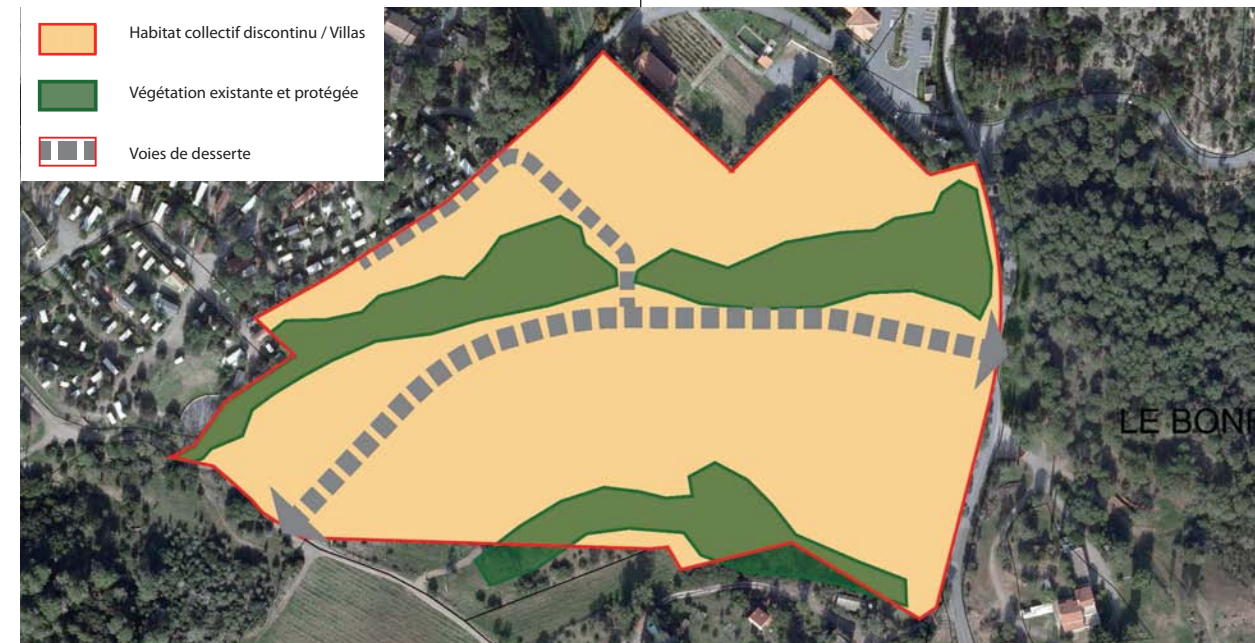 Habitat collectif discontinu / Villas
Végétation existante et protégée
Voies de desserte
LE BON